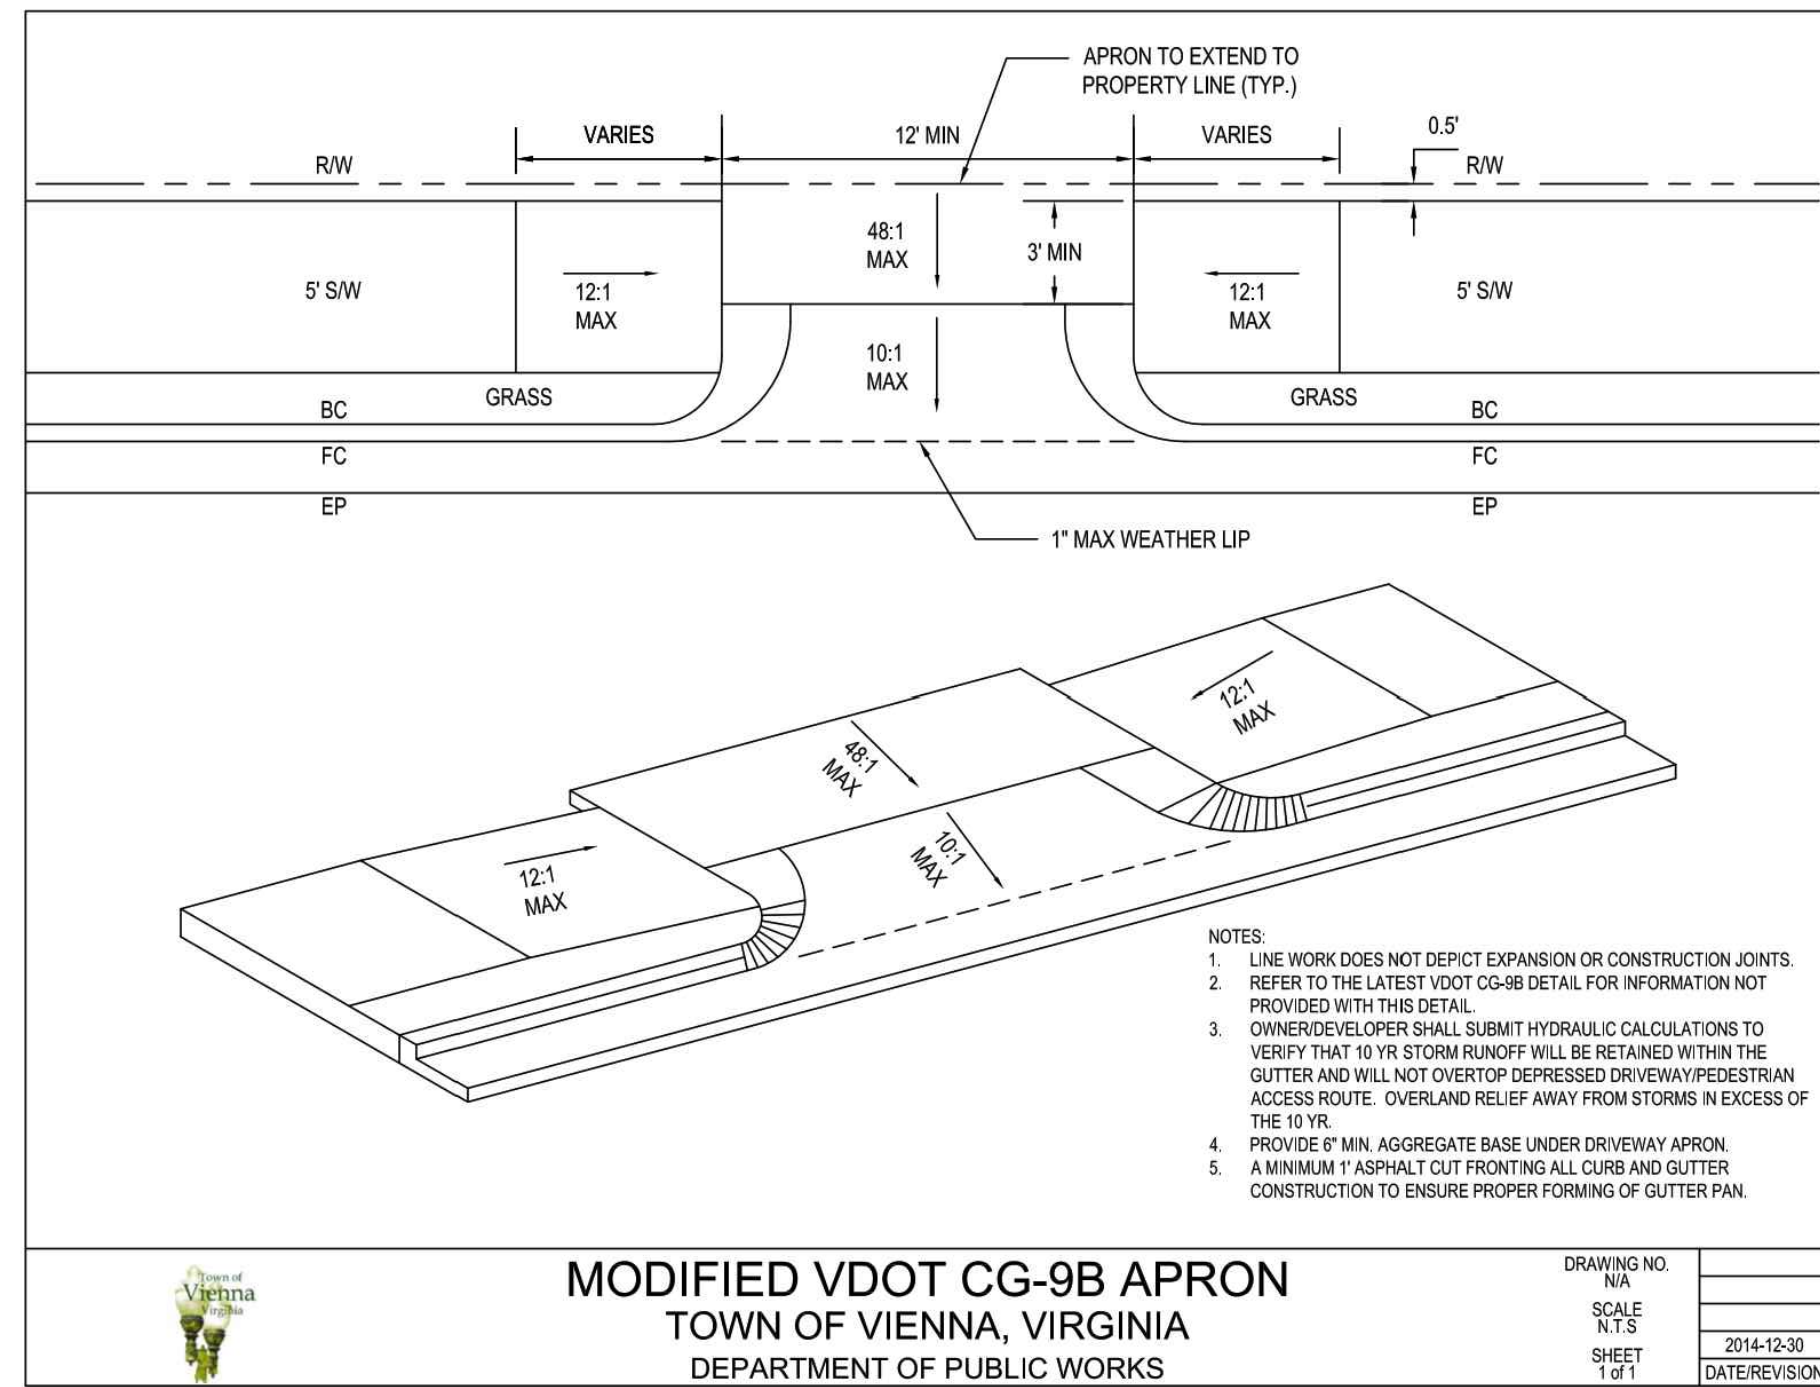 APRON TO EXTEND TO
PROPERTY LINE (TYP.)
VARIES
12' MIN
VARIES
0.5'
R/W
R/W
48:1
MAX
3' MIN
5' S/W
12:1
MAX
12:1
MAX
5' S/W
10:1
MAX
GRASS
GRASS
BC
BC
FC
FC
EP
EP
1" MAX WEATHER LIP
12:1
MAX
48:1
MAX
10:1
MAX
12:1
MAX
NOTES:
1. LINE WORK DOES NOT DEPICT EXPANSION OR CONSTRUCTION JOINTS.
2. REFER TO THE LATEST VDOT CG-9B DETAIL FOR INFORMATION NOT
PROVIDED WITH THIS DETAIL.
3. OWNER/DEVELOPER SHALL SUBMIT HYDRAULIC CALCULATIONS TO
VERIFY THAT 10 YR STORM RUNOFF WILL BE RETAINED WITHIN THE
GUTTER AND WILL NOT OVERTOP DEPRESSED DRIVEWAY/PEDESTRIAN
ACCESS ROUTE. OVERLAND RELIEF AWAY FROM STORMS IN EXCESS OF
THE 10 YR.
4. PROVIDE 6" MIN. AGGREGATE BASE UNDER DRIVEWAY APRON.
5. A MINIMUM 1' ASPHALT CUT FRONTING ALL CURB AND GUTTER
CONSTRUCTION TO ENSURE PROPER FORMING OF GUTTER PAN.
Town of
Vienna
Virginia
MODIFIED VDOT CG-9B APRON
TOWN OF VIENNA, VIRGINIA
DEPARTMENT OF PUBLIC WORKS
DRAWING NO.
N/A
SCALE
N.T.S
SHEET
1 of 1
2014-12-30
DATE/REVISION